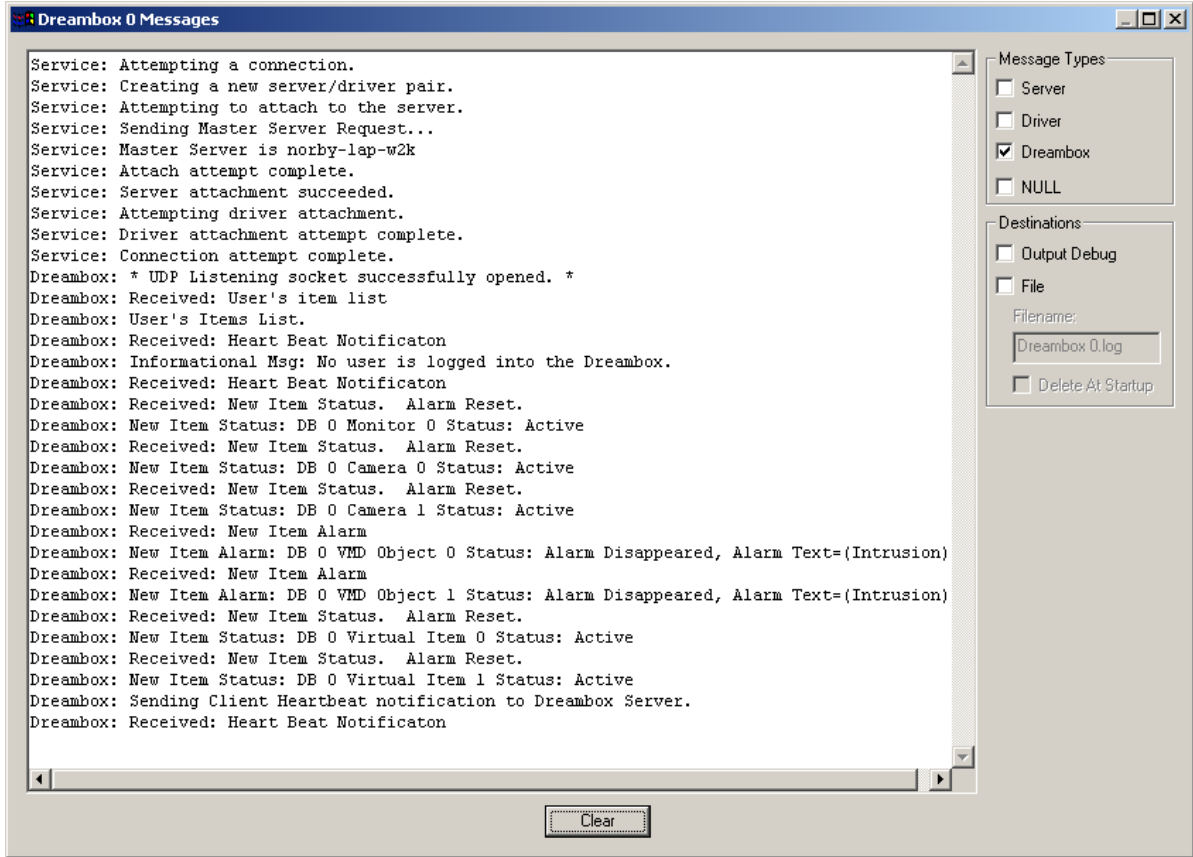 Dreambox 0 Messages
Service: Attempting a connection.
Service: Creating a new server/driver pair.
Service: Attempting to attach to the server.
Service: Sending Master Server Request...
Service: Master Server is norby-lap-w2k
Service: Attach attempt complete.
Service: Server attachment succeeded.
Service: Attempting driver attachment.
Service: Driver attachment attempt complete.
Service: Connection attempt complete.
Dreambox: * UDP Listening socket successfully opened. *
Dreambox: Received: User's item list
Dreambox: User's Items List.
Dreambox: Received: Heart Beat Notificaton
Dreambox: Informational Msg: No user is logged into the Dreambox.
Dreambox: Received: Heart Beat Notificaton
Dreambox: Received: New Item Status.  Alarm Reset.
Dreambox: New Item Status: DB 0 Monitor 0 Status: Active
Dreambox: Received: New Item Status.  Alarm Reset.
Dreambox: New Item Status: DB 0 Camera 0 Status: Active
Dreambox: Received: New Item Status.  Alarm Reset.
Dreambox: New Item Status: DB 0 Camera 1 Status: Active
Dreambox: Received: New Item Alarm
Dreambox: New Item Alarm: DB 0 VMD Object 0 Status: Alarm Disappeared, Alarm Text=(Intrusion)
Dreambox: Received: New Item Alarm
Dreambox: New Item Alarm: DB 0 VMD Object 1 Status: Alarm Disappeared, Alarm Text=(Intrusion)
Dreambox: Received: New Item Status.  Alarm Reset.
Dreambox: New Item Status: DB 0 Virtual Item 0 Status: Active
Dreambox: Received: New Item Status.  Alarm Reset.
Dreambox: New Item Status: DB 0 Virtual Item 1 Status: Active
Dreambox: Sending Client Heartbeat notification to Dreambox Server.
Dreambox: Received: Heart Beat Notificaton
Message Types
Server
Driver
Dreambox
NULL
Destinations
Output Debug
File
Filename:
Dreambox 0.log
Delete At Startup
Clear